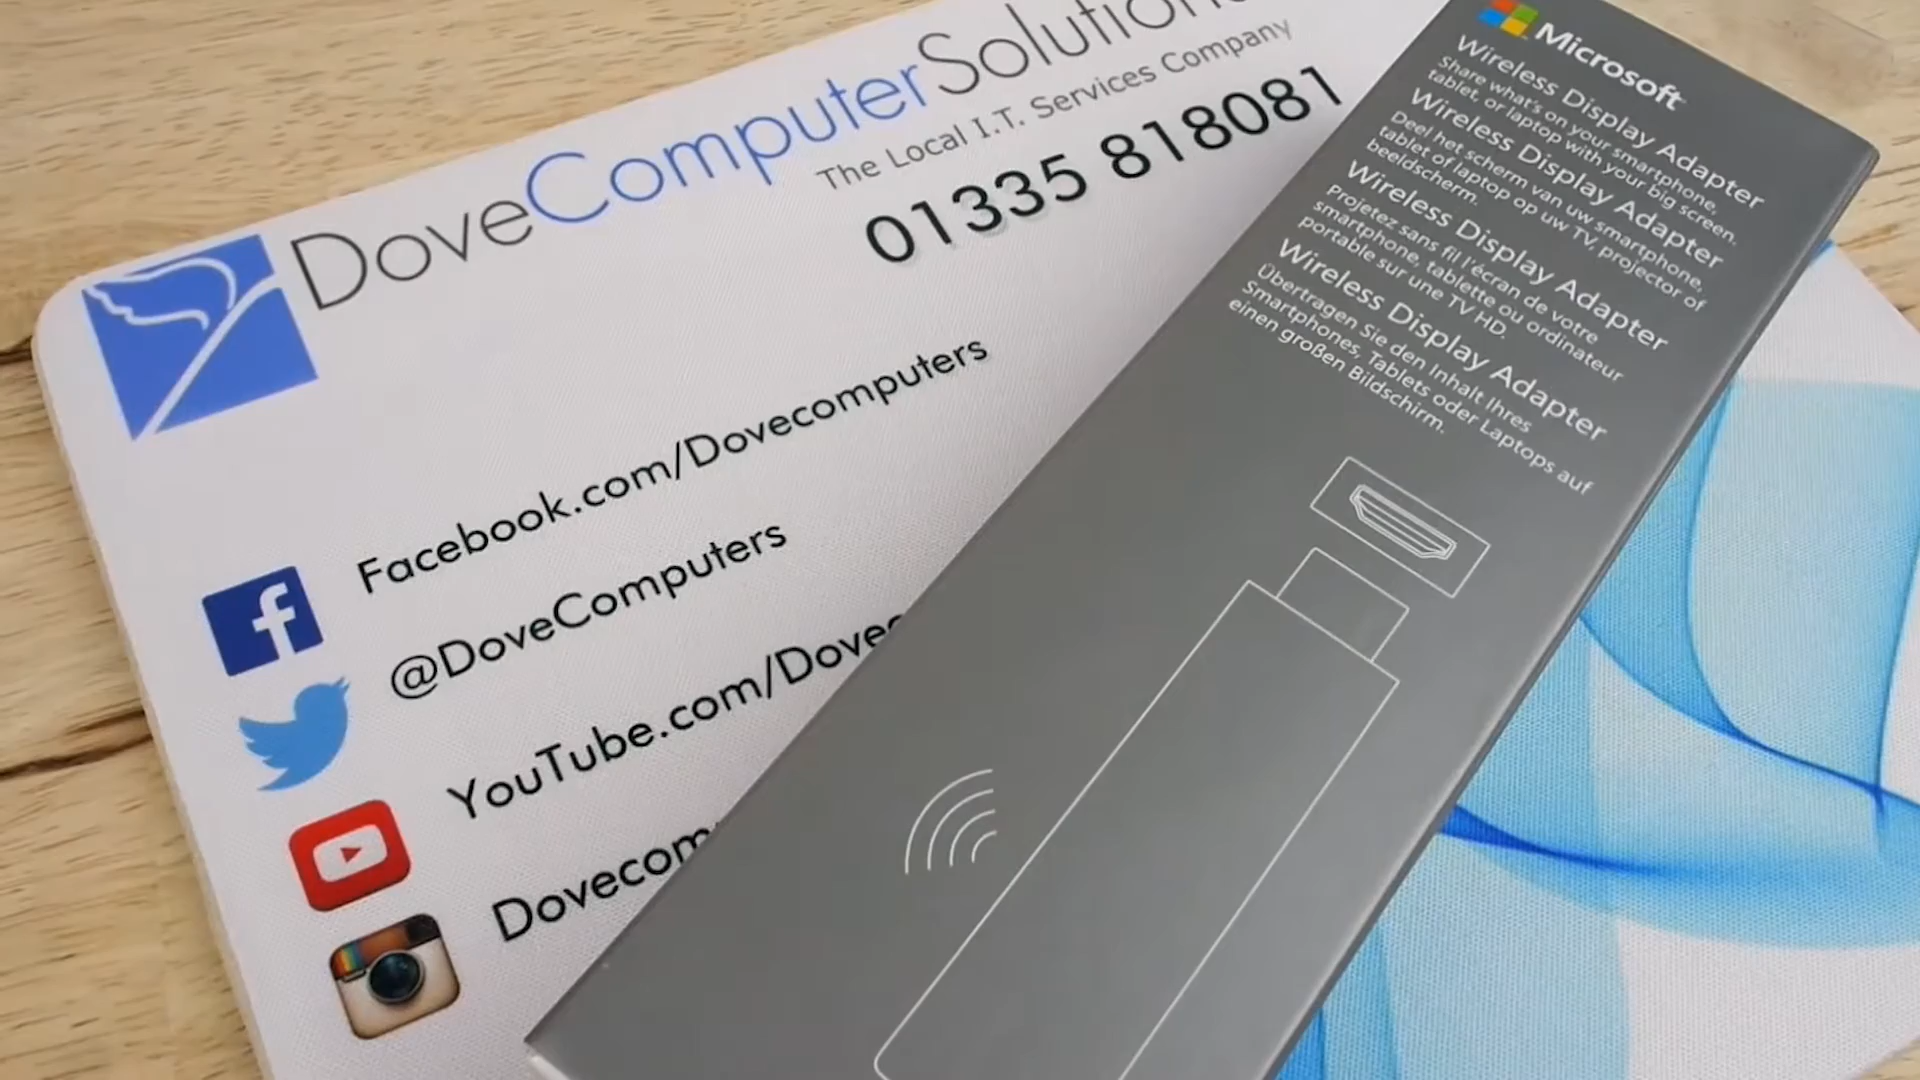 DoveComputer
The Local I.T. Services Company
01335 818081
Facebook.com/Dovecomputers
@DoveComputers
YouTube.com/
Microsoft
Wireless Display Adapter
Share what's on your smartphone,
tablet, or laptop with your big screen.
Wireless Display Adapter
Deel het scherm van uw smartphone,
tablet of laptop op uw TV, projector of
beeldscherm.
Wireless Display Adapter
Projetez sans fil l'écran de votre
smartphone, tablette ou ordinateur
portable sur une TV HD.
Wireless Display Adapter
Übertragen Sie den Inhalt Ihres
Smartphones, Tablets oder Laptops auf
einen großen Bildschirm.